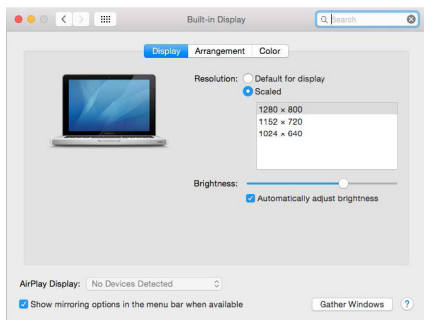 Built-in Display
Search
Display Arrangement Color
Resolution: Default for display
Scaled
1280 × 800
1152 × 720
1024 × 640
Brightness:
Automatically adjust brightness
AirPlay Display: No Devices Detected
Show mirroring options in the menu bar when available
Gather Windows ?